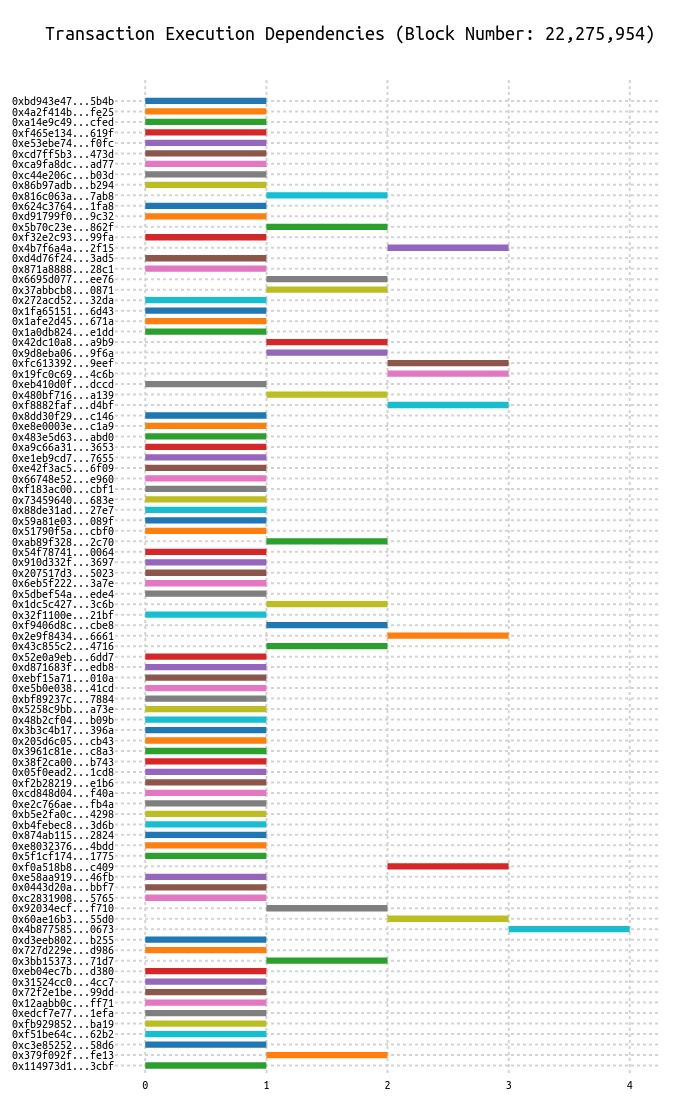 Transaction Execution Dependencies (Block Number: 22,275,954)
0xbd943e47...5b4b
0x4a2f414b...fe25
0xa14e9c49...cfed
0xf465e134...619f
0xe53ebe74...f0fc
0xcd7ff5b3...473d
0xca9fa8dc...ad77
0xc44e206c...b03d
0x86b97adb...b294
0x816c063a...7ab8
0x624c3764...1fa8
0xd91799f0...9c32
0x5b70c23e...862f
0xf32e2c93...99fa
0x4b7f6a4a...2f15
0xd4d76f24...3ad5
0x871a8888...28c1
0x6695d077...ee76
0x37abbcb8...0871
0x272acd52...32da
0x1fa65151...6d43
0x1afe2d45...671a
0x1a0db824...e1dd
0x42dc10a8...a9b9
0x9d8eba06...9f6a
0xfc613392...9eef
0x19fc0c69...4c6b
0xeb410d0f...dccd
0x480bf716...a139
0xf8882faf...d4bf
0x8dd30f29...c146
0xe8e0003e...c1a9
0x483e5d63...abd0
0xa9c66a31...3653
0xe1eb9cd7...7655
0xe42f3ac5...6f09
0x66748e52...e960
0xf183ac00...cbf1
0x73459640...683e
0x88de31ad...27e7
0x59a81e03...089f
0x51790f5a...cbf0
0xab89f328...2c70
0x54f78741...0064
0x910d332f...3697
0x207517d3...5023
0x6eb5f222...3a7e
0x5dbef54a...ede4
0x1dc5c427...3c6b
0x32f1100e...21bf
0xf9406d8c...cbe8
0x2e9f8434...6661
0x43c855c2...4716
0x52e0a9eb...6dd7
0xd871683f...edb8
0xebf15a71...010a
0xe5b0e038...41cd
0xbf89237c...7884
0x5258c9bb...a73e
0x48b2cf04...b09b
0x3b3c4b17...396a
0x205d6c05...cb43
0x3961c81e...c8a3
0x38f2ca00...b743
0x05f0ead2...1cd8
0xf2b28219...e1b6
0xcd848d04...f40a
0xe2c766ae...fb4a
0xb5e2fa0c...4298
0xb4febec8...3d6b
0x874ab115...2824
0xe8032376...4bdd
0x5f1cf174...1775
0xf0a518b8...c409
0xe58aa919...46fb
0x0443d20a...bbf7
0xc2831908...5765
0x92034ecf...f710
0x60ae16b3...55d0
0x4b877585...0673
0xd3eeb802...b255
0x727d229e...d986
0x3bb15373...71d7
0xeb04ec7b...d380
0x31524cc0...4cc7
0x72f2e1be...99dd
0x12aabb0c...ff71
0xedcf7e77...1efa
0xfb929852...ba19
0xf51be64c...62b2
0xc3e85252...58d6
0x379f092f...fe13
0x114973d1...3cbf
0 1 2 3 4